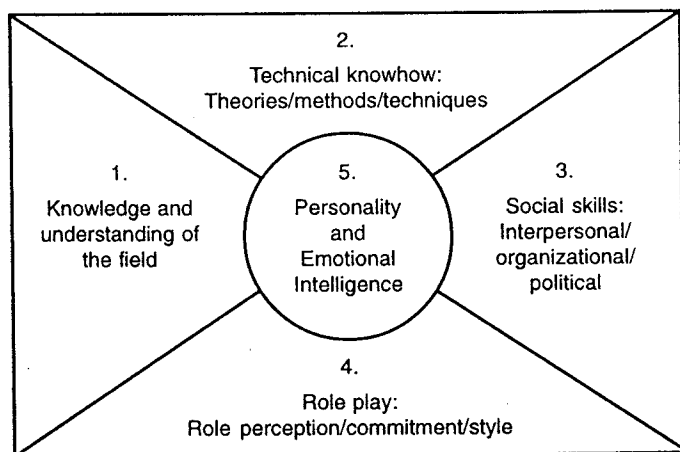 2.
Technical knowhow:
Theories/methods/techniques
1.
Knowledge and
understanding of
the field
5.
Personality
and
Emotional
Intelligence
3.
Social skills:
Interpersonal/
organizational/
political
4.
Role play:
Role perception/commitment/style